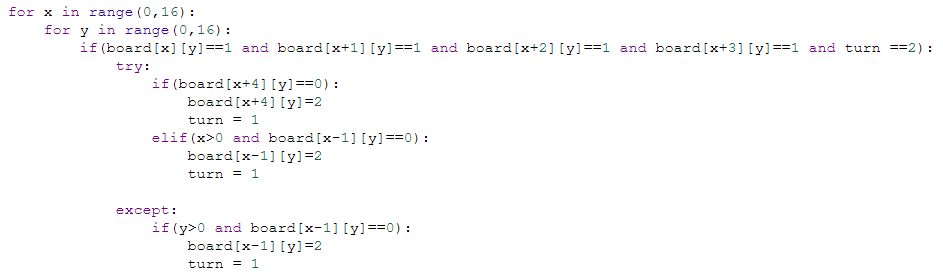 for x in range(0,16):
    for y in range(0,16):
        if(board[x][y]==1 and board[x+1][y]==1 and board[x+2][y]==1 and board[x+3][y]==1 and turn ==2):
            try:
                if(board[x+4][y]==0):
                    board[x+4][y]=2
                    turn = 1
                elif(x>0 and board[x-1][y]==0):
                    board[x-1][y]=2
                    turn = 1

            except:
                if(y>0 and board[x-1][y]==0):
                    board[x-1][y]=2
                    turn = 1